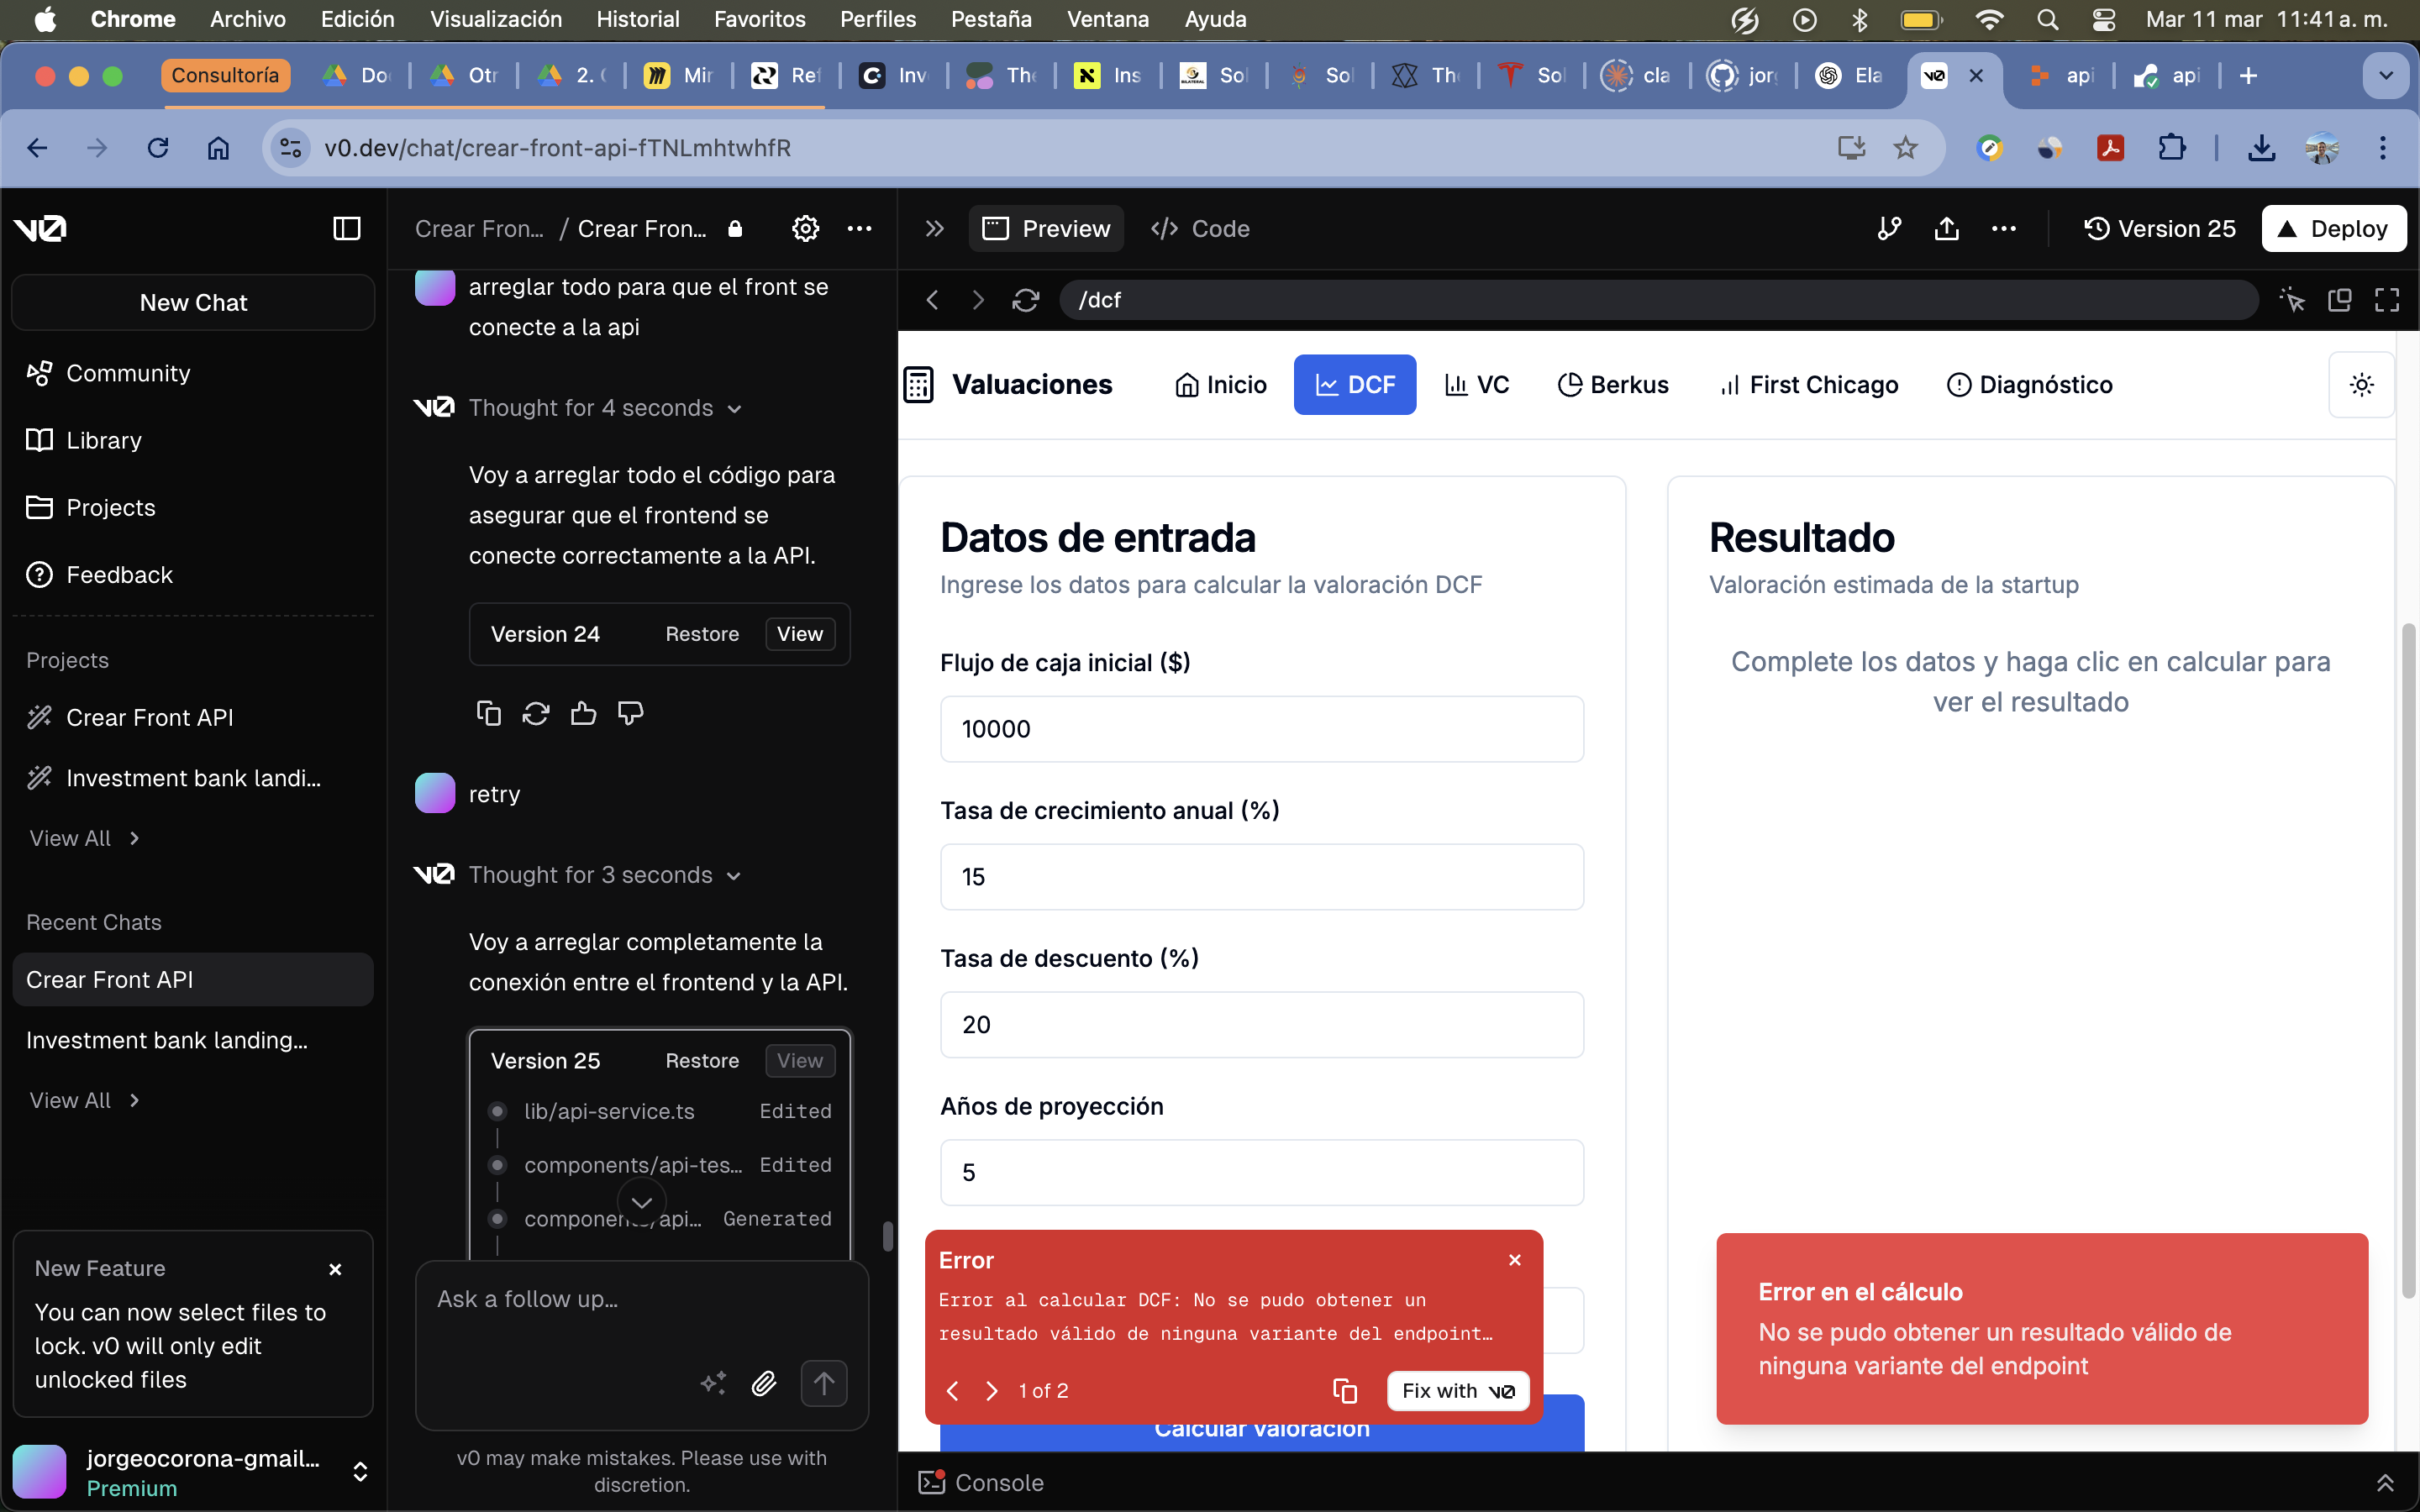 Chrome Archivo Edición Visualización Historial Favoritos Perfiles Pestaña Ventana Ayuda Mar 11 mar 11:41 a. m.
Consultoría Do Otr 2. Mir Ref Inv The Ins Sol Sol Th Sol cla jor Ela api api
v0.dev/chat/crear-front-api-fTNLmhtwhfR
New Chat
Community
Library
Projects
Feedback
Projects
Crear Front API
Investment bank landi...
View All
Recent Chats
Crear Front API
Investment bank landing...
View All
New Feature
You can now select files to
lock. v0 will only edit
unlocked files
jorgeocorona-gmail...
Premium
Crear Fron... / Crear Fron...
arreglar todo para que el front se
conecte a la api
Thought for 4 seconds
Voy a arreglar todo el código para
asegurar que el frontend se
conecte correctamente a la API.
Version 24 Restore View
retry
Thought for 3 seconds
Voy a arreglar completamente la
conexión entre el frontend y la API.
Version 25 Restore View
lib/api-service.ts Edited
components/api-tes... Edited
components/api... Generated
Ask a follow up...
v0 may make mistakes. Please use with
discretion.
Preview Code Version 25 Deploy
/dcf
Valuaciones Inicio DCF VC Berkus First Chicago Diagnóstico
Datos de entrada
Ingrese los datos para calcular la valoración DCF
Flujo de caja inicial ($)
10000
Tasa de crecimiento anual (%)
15
Tasa de descuento (%)
20
Años de proyección
5
Error
Error al calcular DCF: No se pudo obtener un
resultado válido de ninguna variante del endpoint…
1 of 2 Fix with v0
Calcular valoración
Resultado
Valoración estimada de la startup
Complete los datos y haga clic en calcular para
ver el resultado
Error en el cálculo
No se pudo obtener un resultado válido de
ninguna variante del endpoint
Console